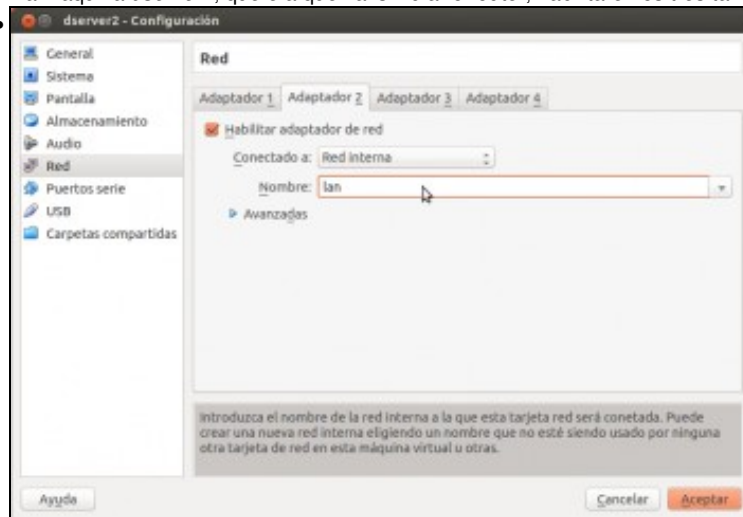 dserver2 - Configuración
General
Sistema
Pantalla
Almacenamiento
Audio
Red
Puertos serie
USB
Carpetas compartidas
Red
Adaptador 1 Adaptador 2 Adaptador 3 Adaptador 4
Habilitar adaptador de red
Conectado a: Red interna
Nombre: lan
Avanzadas
Introduzca el nombre de la red interna a la que esta tarjeta red será conetada. Puede
crear una nueva red interna eligiendo un nombre que no esté siendo usado por ninguna
otra tarjeta de red en esta máquina virtual u otras.
Ayuda Cancelar Aceptar